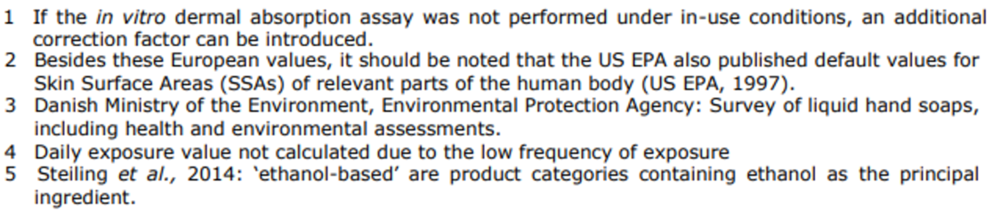 1 If the in vitro dermal absorption assay was not performed under in-use conditions, an additional
correction factor can be introduced.
2 Besides these European values, it should be noted that the US EPA also published default values for
Skin Surface Areas (SSAs) of relevant parts of the human body (US EPA, 1997).
3 Danish Ministry of the Environment, Environmental Protection Agency: Survey of liquid hand soaps,
including health and environmental assessments.
4 Daily exposure value not calculated due to the low frequency of exposure
5 Steiling et al., 2014: ‘ethanol-based’ are product categories containing ethanol as the principal
ingredient.